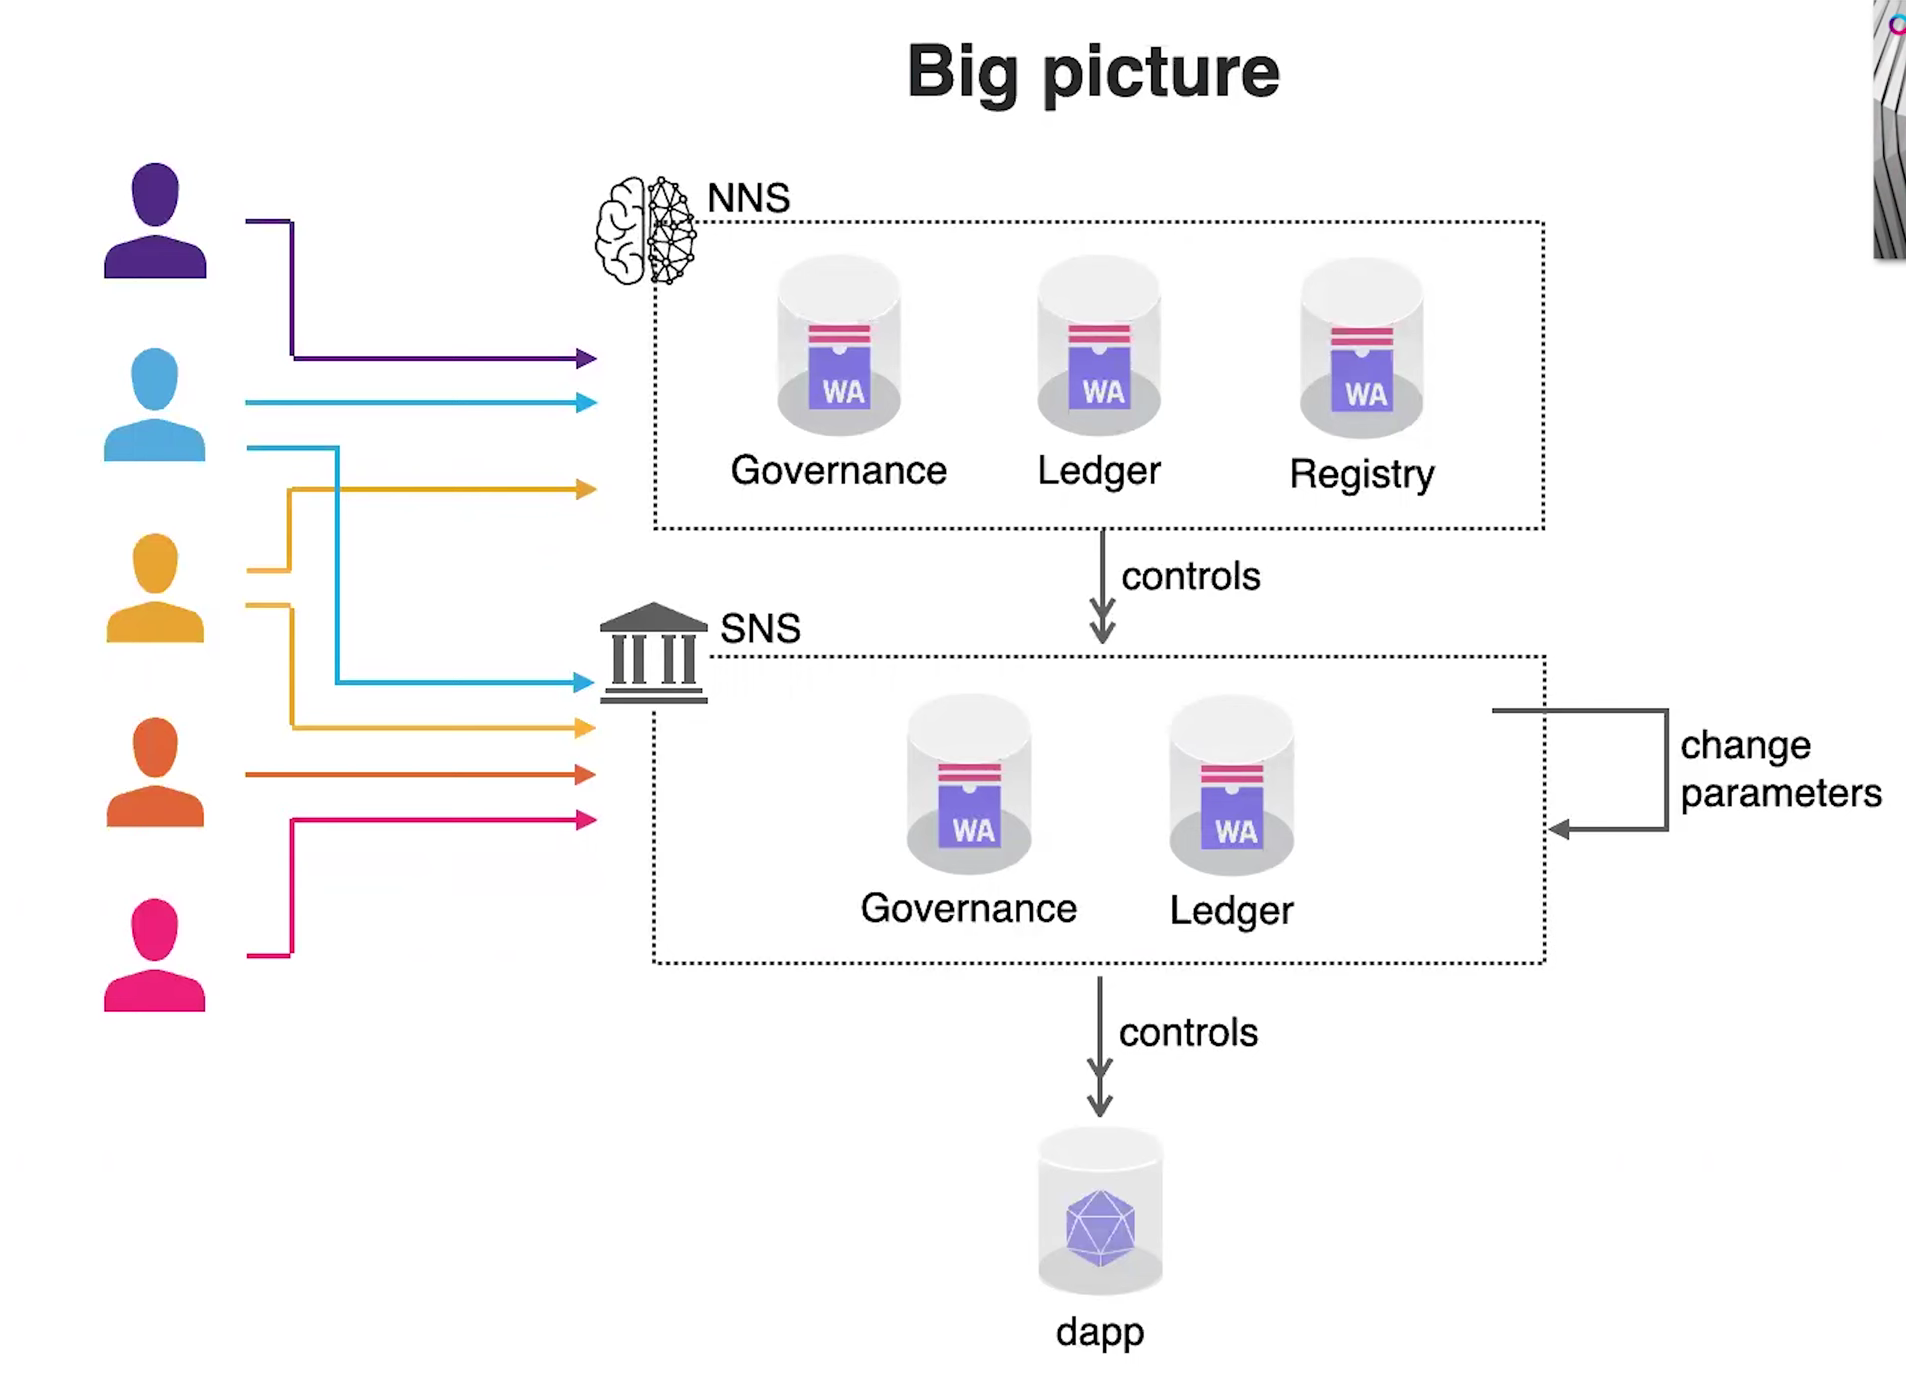 Big picture
NNS
WA
WA
WA
Governance
Ledger
Registry
controls
SNS
change
parameters
WA
WA
Governance
Ledger
controls
dapp